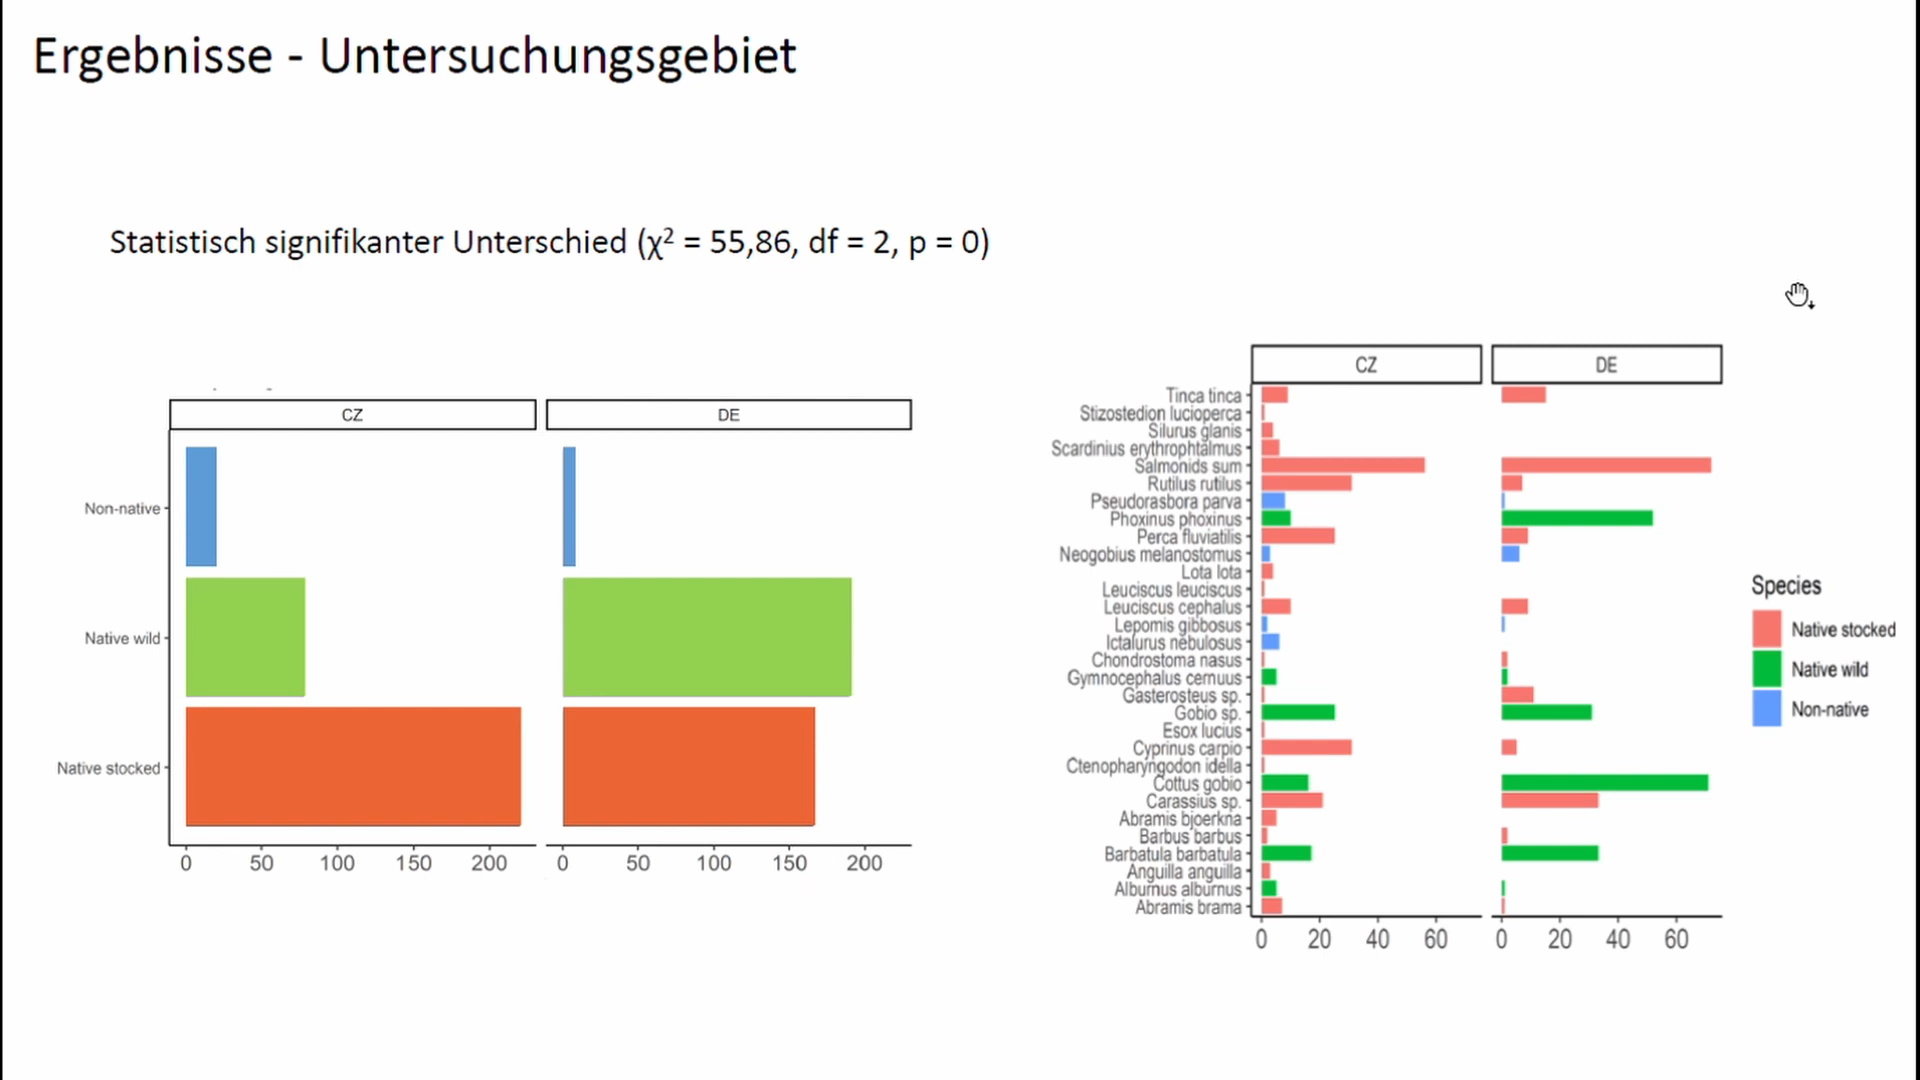 Ergebnisse - Untersuchungsgebiet
Statistisch signifikanter Unterschied (χ² = 55,86, df = 2, p = 0)
CZ DE
Non-native
Native wild
Native stocked
0 50 100 150 200 0 50 100 150 200
CZ DE
Tinca tinca
Stizostedion lucioperca
Silurus glanis
Scardinius erythrophtalmus
Salmonids sum
Rutilus rutilus
Pseudorasbora parva
Phoxinus phoxinus
Perca fluviatilis
Neogobius melanostomus
Lota lota
Leuciscus leuciscus
Leuciscus cephalus
Lepomis gibbosus
Ictalurus nebulosus
Chondrostoma nasus
Gymnocephalus cernuus
Gasterosteus sp.
Gobio sp.
Esox lucius
Cyprinus carpio
Ctenopharyngodon idella
Cottus gobio
Carassius sp.
Abramis bjoerkna
Barbus barbus
Barbatula barbatula
Anguilla anguilla
Alburnus alburnus
Abramis brama
0 20 40 60 0 20 40 60
Species
Native stocked
Native wild
Non-native